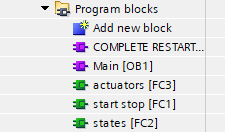 Program blocks
Add new block
COMPLETE RESTART...
Main [OB1]
actuators [FC3]
start stop [FC1]
states [FC2]